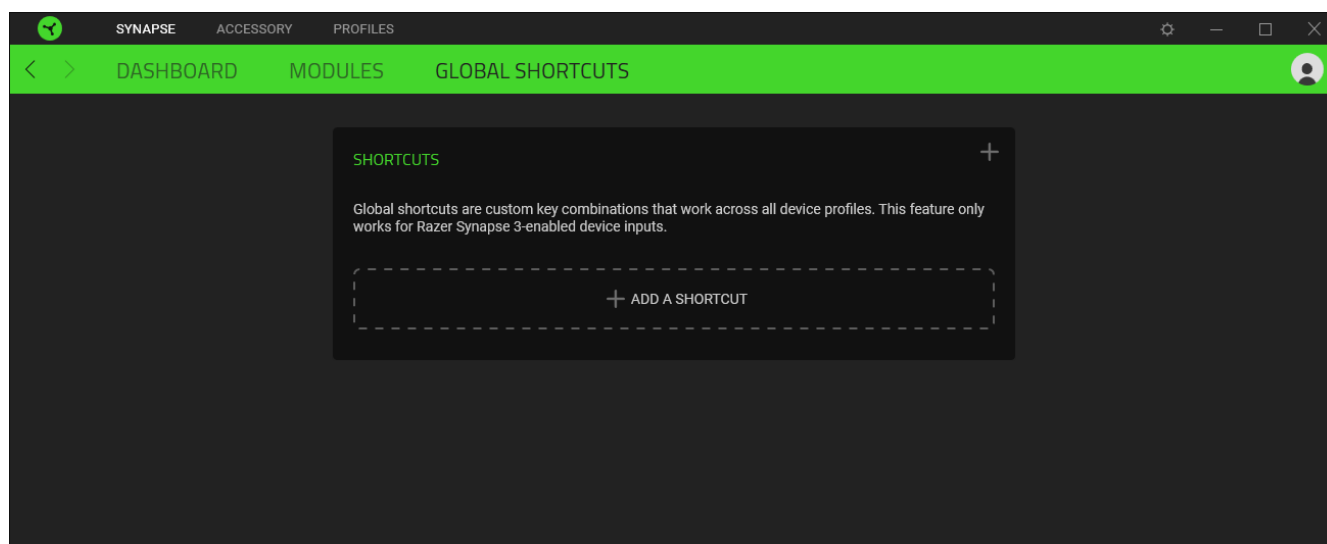 SYNAPSE ACCESSORY PROFILES
DASHBOARD MODULES GLOBAL SHORTCUTS
SHORTCUTS
Global shortcuts are custom key combinations that work across all device profiles. This feature only
works for Razer Synapse 3-enabled device inputs.
ADD A SHORTCUT